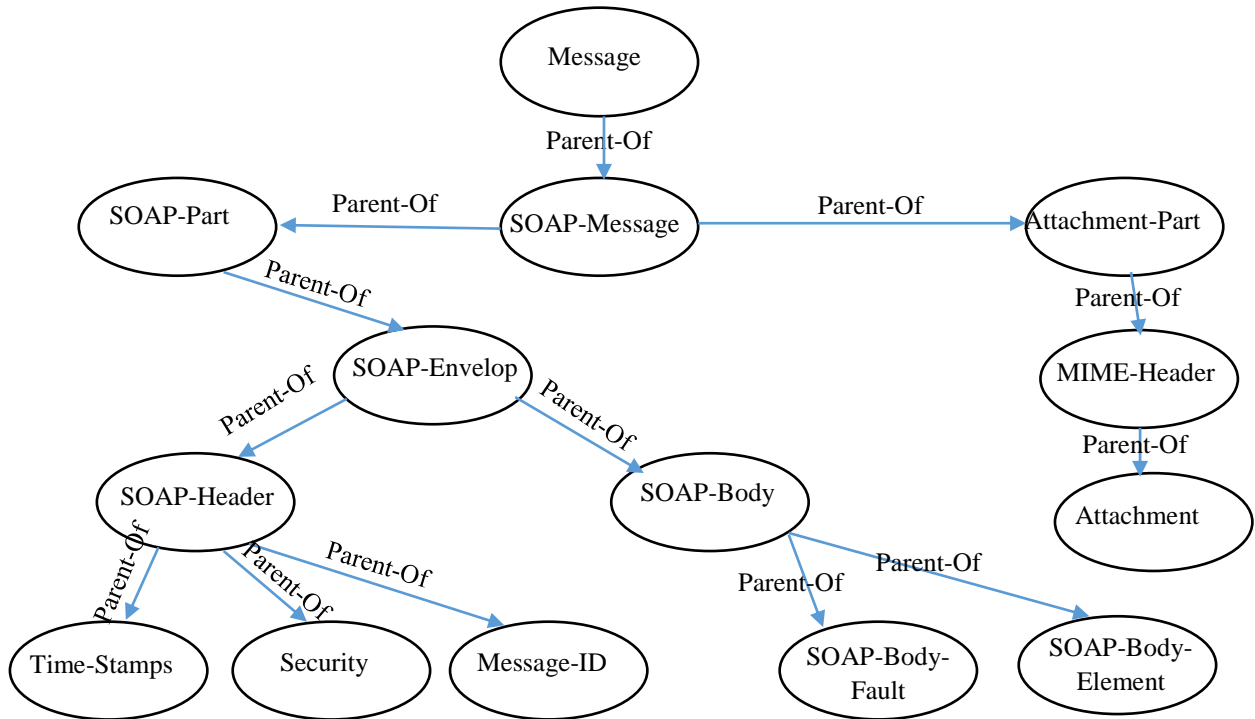 Message
Parent-Of
SOAP-Part
Parent-Of
SOAP-Message
Parent-Of
Attachment-Part
Parent-Of
Parent-Of
SOAP-Envelop
MIME-Header
Parent-Of
Parent-Of
Parent-Of
SOAP-Header
SOAP-Body
Attachment
Parent-Of
Parent-Of
Parent-Of
Parent-Of
Parent-Of
Time-Stamps
Security
Message-ID
SOAP-Body-
Fault
SOAP-Body-
Element